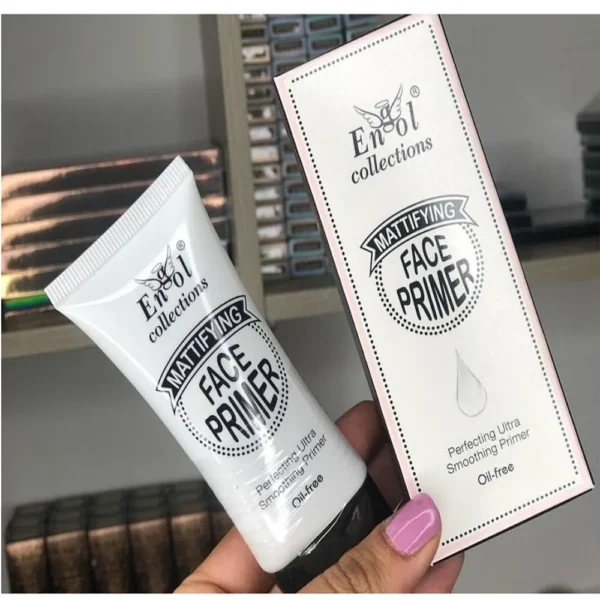 Engol ®
collections
MATTIFYING
FACE
PRIMER
Perfecting Ultra
Smoothing Primer
Oil-free
Engol ®
collections
MATTIFYING
FACE
PRIMER
Perfecting Ultra
Smoothing Primer
Oil-free